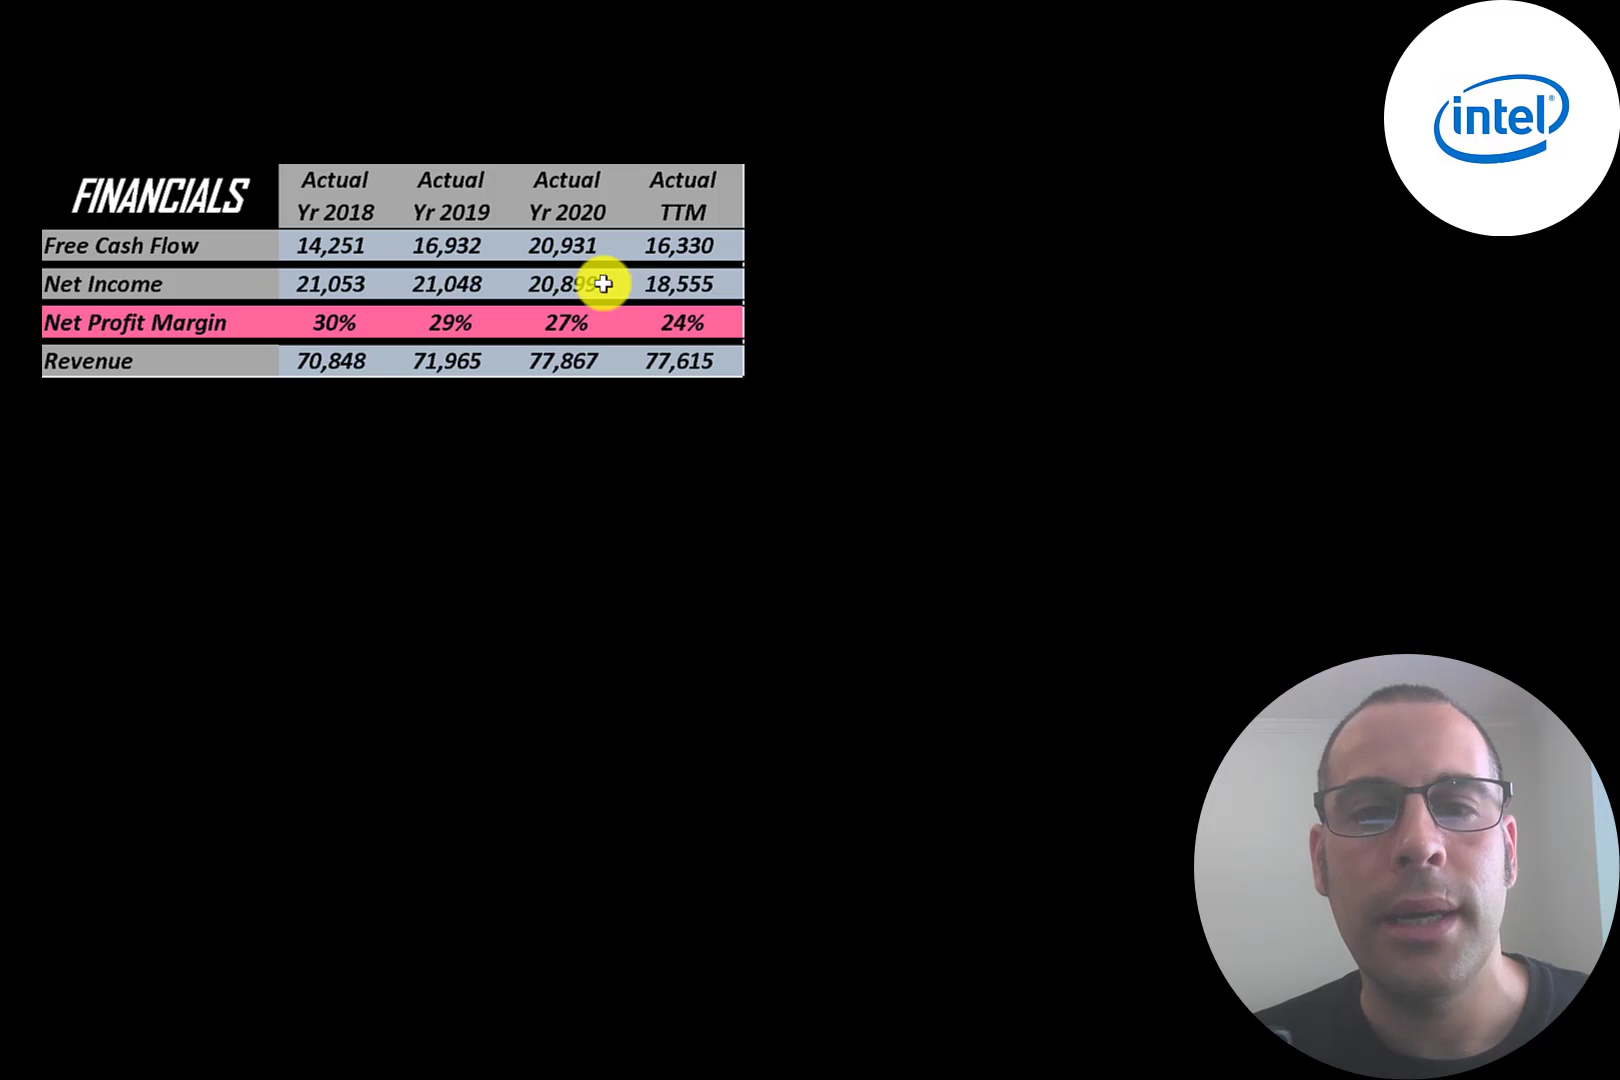 intel
FINANCIALS
Actual Actual Actual Actual
Yr 2018 Yr 2019 Yr 2020 TTM
Free Cash Flow 14,251 16,932 20,931 16,330
Net Income 21,053 21,048 20,899 18,555
Net Profit Margin 30% 29% 27% 24%
Revenue 70,848 71,965 77,867 77,615